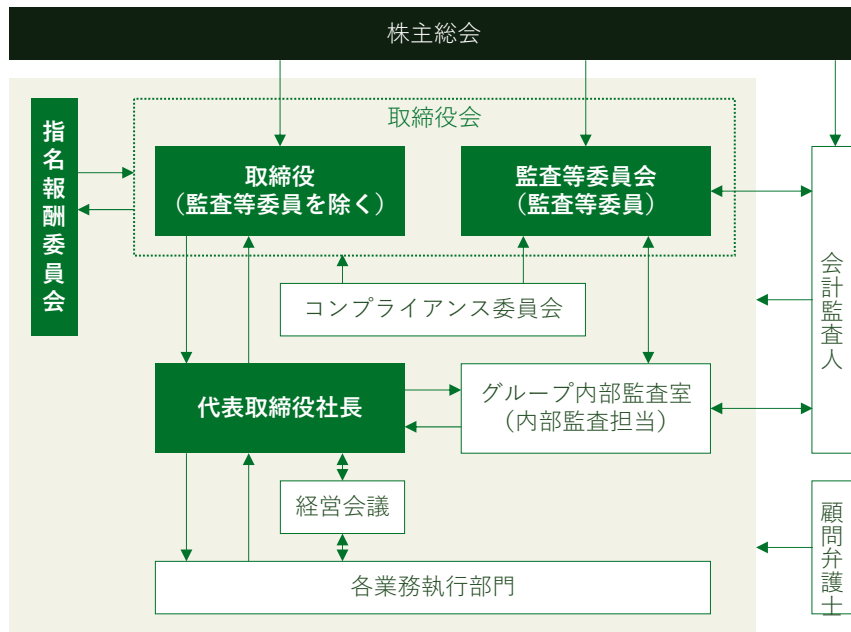 株主総会
取締役会
指名報酬委員会
取締役
（監査等委員を除く）
監査等委員会
（監査等委員）
会計監査人
コンプライアンス委員会
代表取締役社長
グループ内部監査室
（内部監査担当）
経営会議
顧問弁護士
各業務執行部門